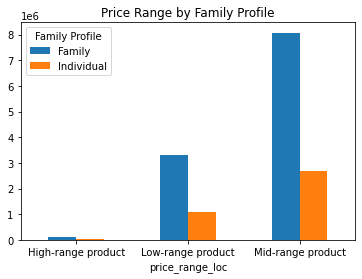 Price Range by Family Profile
1e6
Family Profile
Family
Individual
8
7
6
5
4
3
2
1
0
High-range product Low-range product Mid-range product
price_range_loc